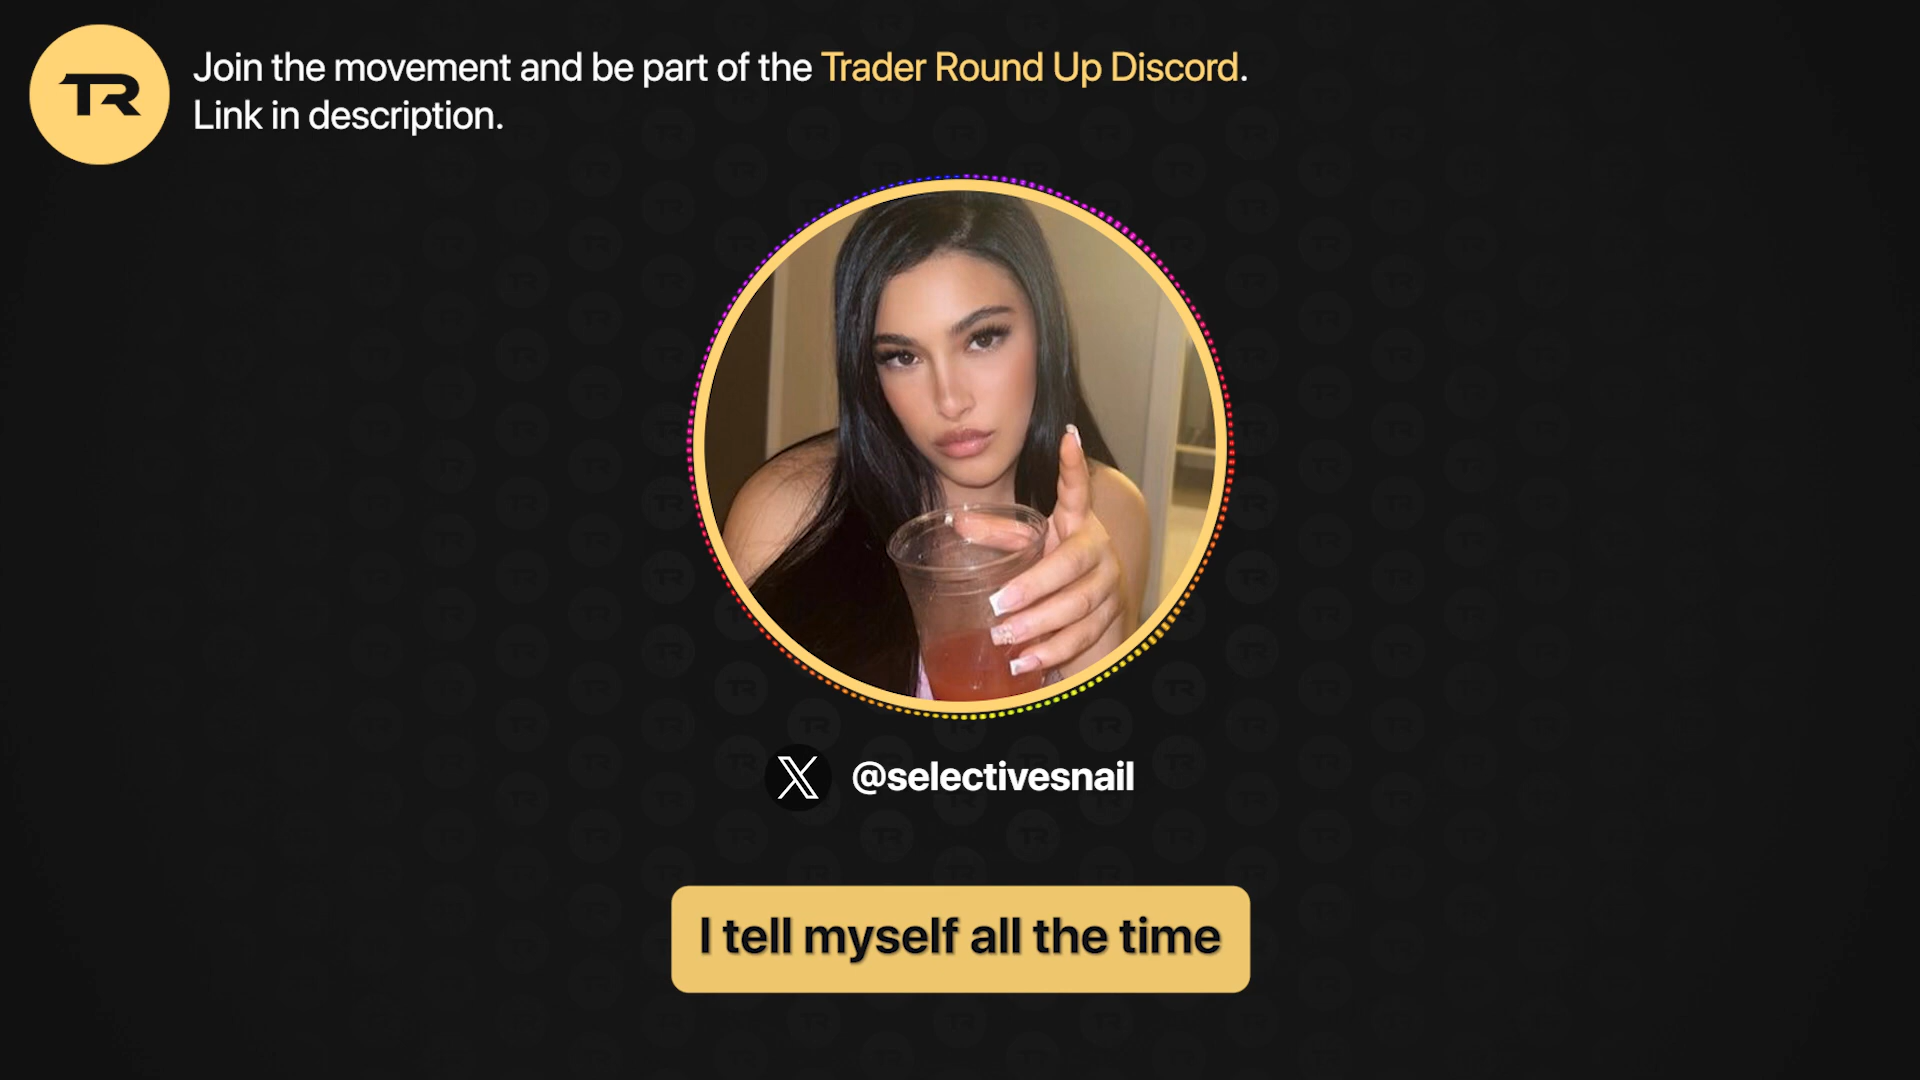 TR
Join the movement and be part of the Trader Round Up Discord.
Link in description.
@selectivesnail
I tell myself all the time